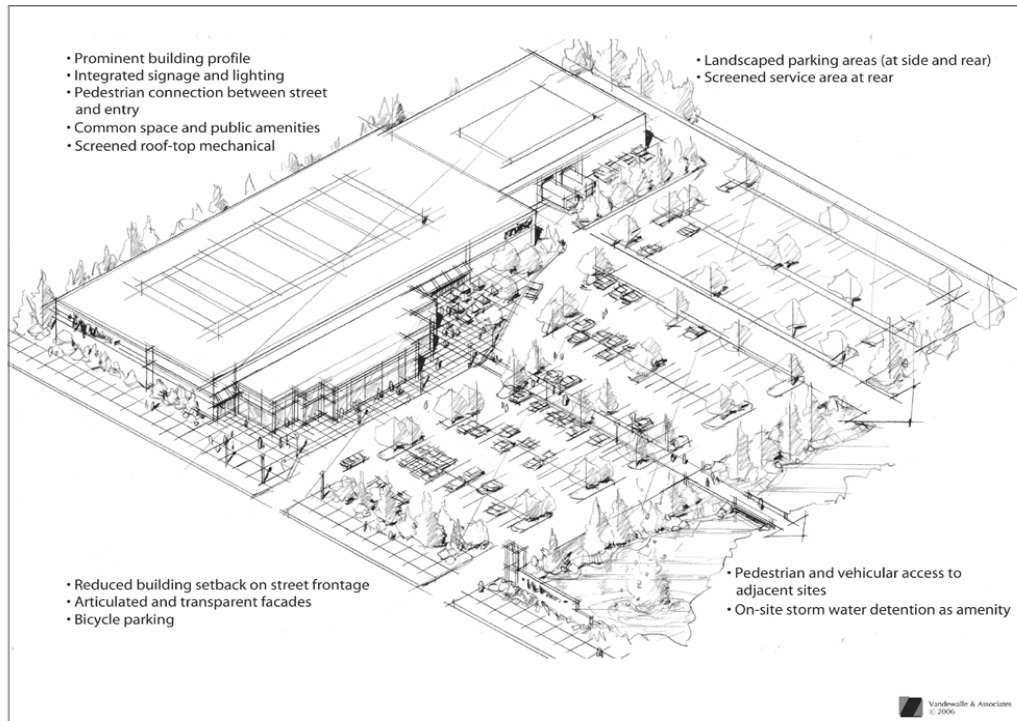 • Prominent building profile
• Integrated signage and lighting
• Pedestrian connection between street
and entry
• Common space and public amenities
• Screened roof-top mechanical
• Landscaped parking areas (at side and rear)
• Screened service area at rear
• Reduced building setback on street frontage
• Articulated and transparent facades
• Bicycle parking
• Pedestrian and vehicular access to
adjacent sites
• On-site storm water detention as amenity
Vandewalle & Associates
© 2006